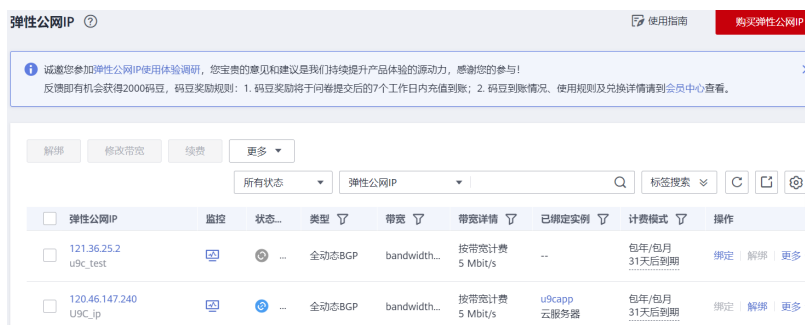 弹性公网IP
使用指南
购买弹性公网IP
诚邀您参加弹性公网IP使用体验调研，您宝贵的意见和建议是我们持续提升产品体验的源动力，感谢您的参与！
反馈即有机会获得2000码豆，码豆奖励规则：1. 码豆奖励将于问卷提交后的7个工作日内充值到账；2. 码豆到账情况、使用规则及兑换详情请到会员中心查看。
解绑 修改带宽 续费 更多
所有状态 弹性公网IP 标签搜索
弹性公网IP 监控 状态... 类型 带宽 带宽详情 已绑定实例 计费模式 操作
121.36.25.2 ... 全动态BGP bandwidth... 按带宽计费 -- 包年/包月 绑定 解绑 更多
u9c_test 5 Mbit/s 31天后到期
120.46.147.240 ... 全动态BGP bandwidth... 按带宽计费 u9capp 包年/包月 绑定 解绑 更多
U9C_ip 5 Mbit/s 云服务器 31天后到期